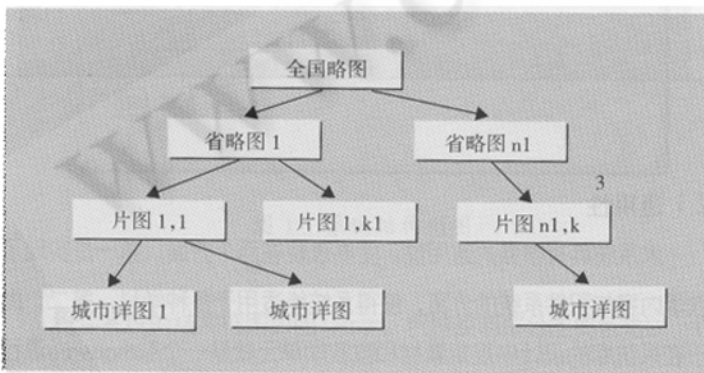 全国略图
省略图 1
省略图 n1
3
片图 1,1
片图 1,k1
片图 n1,k
城市详图 1
城市详图
城市详图